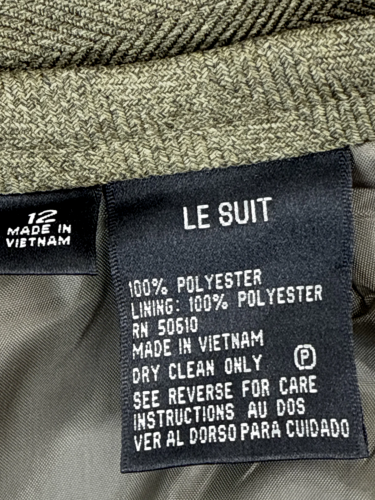 12
MADE IN
VIETNAM
LE SUIT
100% POLYESTER
LINING: 100% POLYESTER
RN 50610
MADE IN VIETNAM
DRY CLEAN ONLY P
SEE REVERSE FOR CARE
INSTRUCTIONS AU DOS
VER AL DORSO PARA CUIDADO